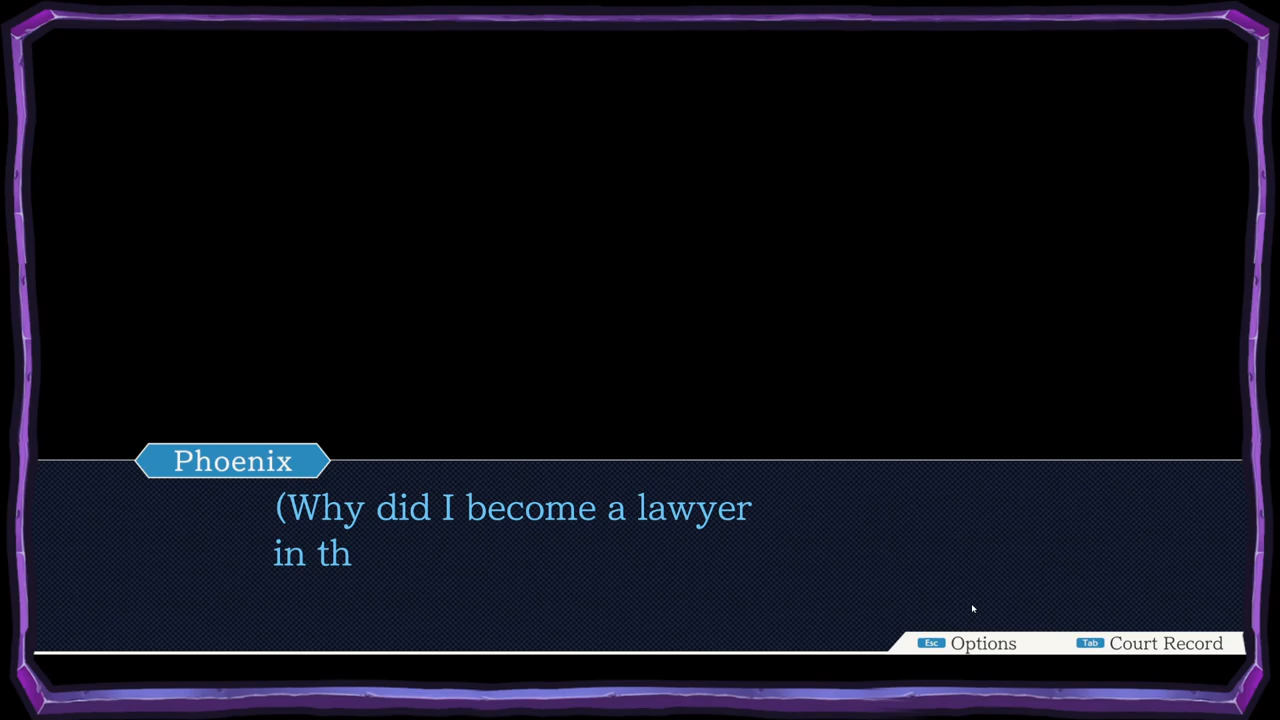 Phoenix
(Why did I become a lawyer
in th
Esc Options Tab Court Record